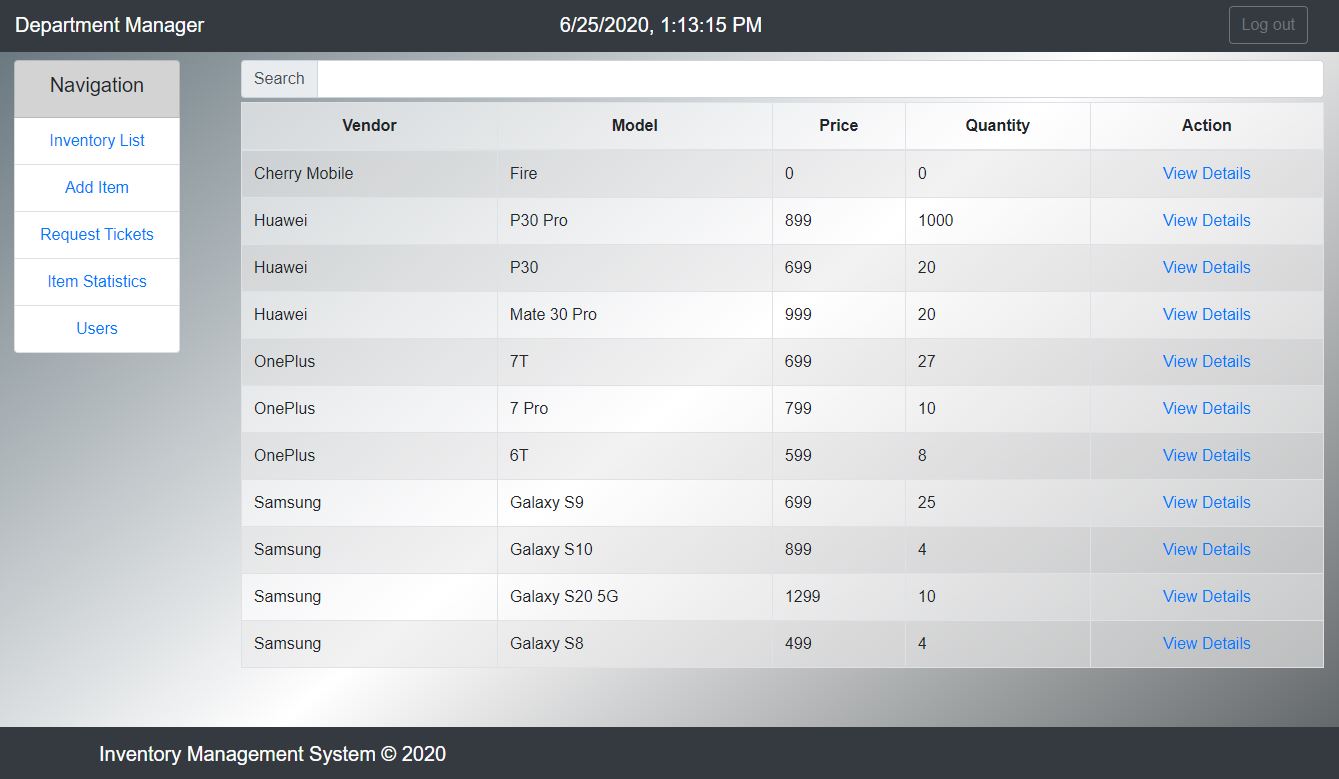 Department Manager 6/25/2020, 1:13:15 PM Log out
Navigation
Inventory List
Add Item
Request Tickets
Item Statistics
Users
Search
Vendor Model Price Quantity Action
Cherry Mobile Fire 0 0 View Details
Huawei P30 Pro 899 1000 View Details
Huawei P30 699 20 View Details
Huawei Mate 30 Pro 999 20 View Details
OnePlus 7T 699 27 View Details
OnePlus 7 Pro 799 10 View Details
OnePlus 6T 599 8 View Details
Samsung Galaxy S9 699 25 View Details
Samsung Galaxy S10 899 4 View Details
Samsung Galaxy S20 5G 1299 10 View Details
Samsung Galaxy S8 499 4 View Details
Inventory Management System © 2020